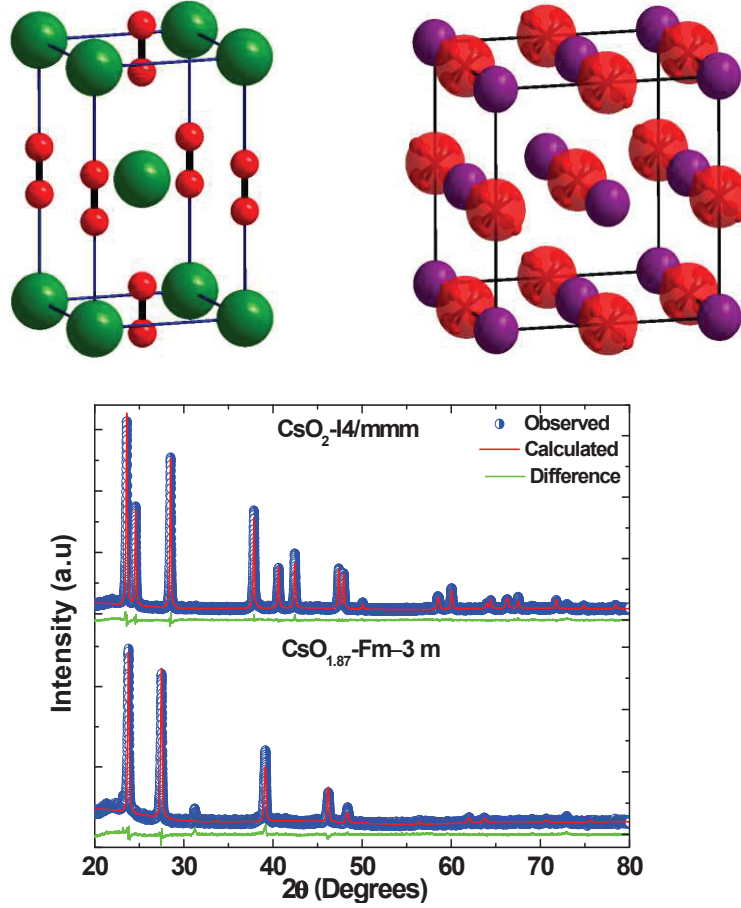 CsO₂-I4/mmm
Observed
Calculated
Difference
CsO₁.₈₇-Fm–3 m
Intensity (a.u)
20 30 40 50 60 70 80
2θ (Degrees)